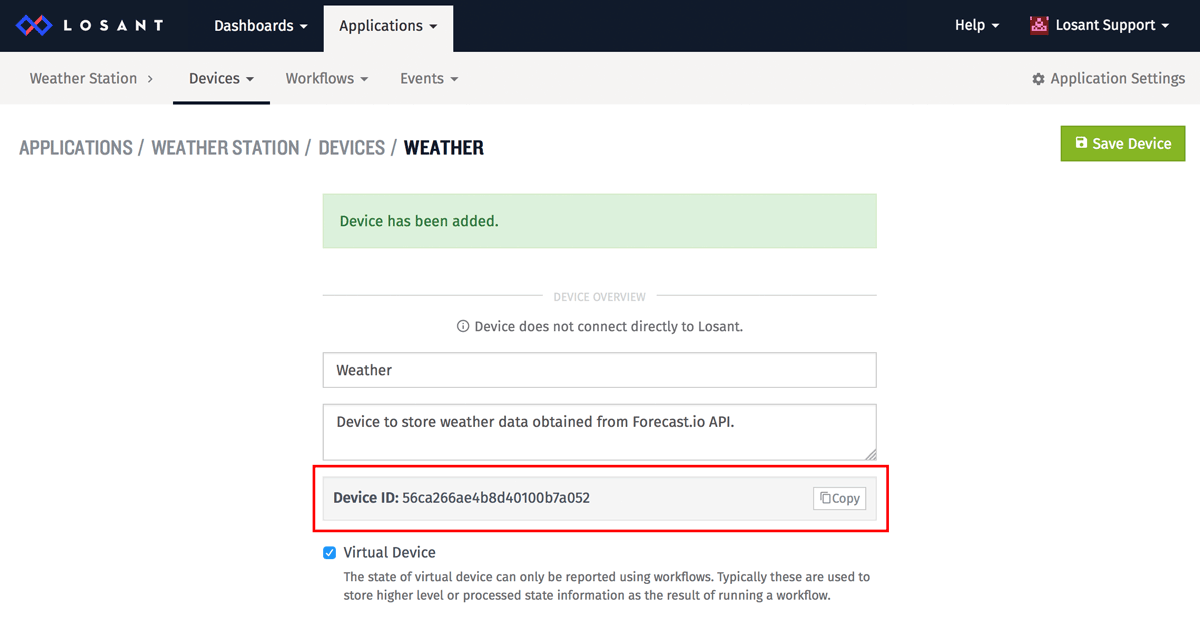 LOSANT Dashboards Applications Help Losant Support
Weather Station > Devices Workflows Events Application Settings
APPLICATIONS / WEATHER STATION / DEVICES / WEATHER Save Device
Device has been added.
DEVICE OVERVIEW
Device does not connect directly to Losant.
Weather
Device to store weather data obtained from Forecast.io API.
Device ID: 56ca266ae4b8d40100b7a052 Copy
Virtual Device
The state of virtual device can only be reported using workflows. Typically these are used to
store higher level or processed state information as the result of running a workflow.